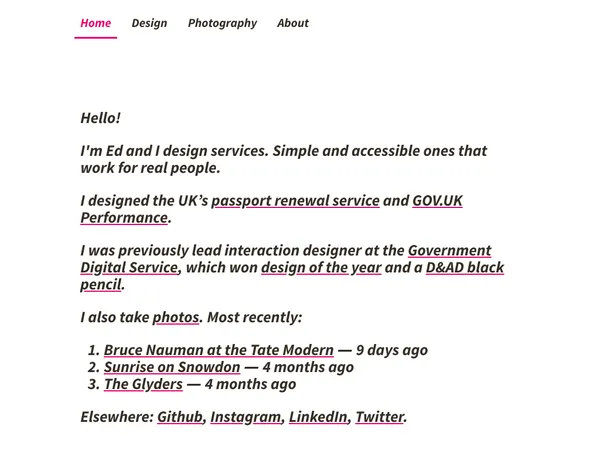 Home Design Photography About
Hello!
I'm Ed and I design services. Simple and accessible ones that
work for real people.
I designed the UK’s passport renewal service and GOV.UK
Performance.
I was previously lead interaction designer at the Government
Digital Service, which won design of the year and a D&AD black
pencil.
I also take photos. Most recently:
1. Bruce Nauman at the Tate Modern — 9 days ago
2. Sunrise on Snowdon — 4 months ago
3. The Glyders — 4 months ago
Elsewhere: Github, Instagram, LinkedIn, Twitter.